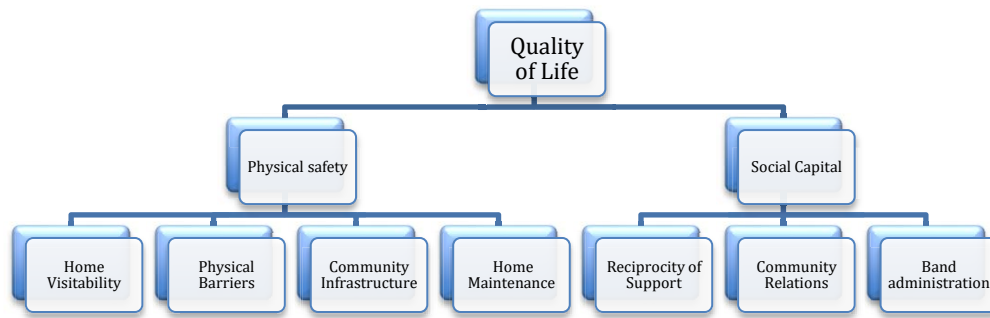 Quality
of Life
Physical safety
Social Capital
Home
Visitability
Physical
Barriers
Community
Infrastructure
Home
Maintenance
Reciprocity of
Support
Community
Relations
Band
administration